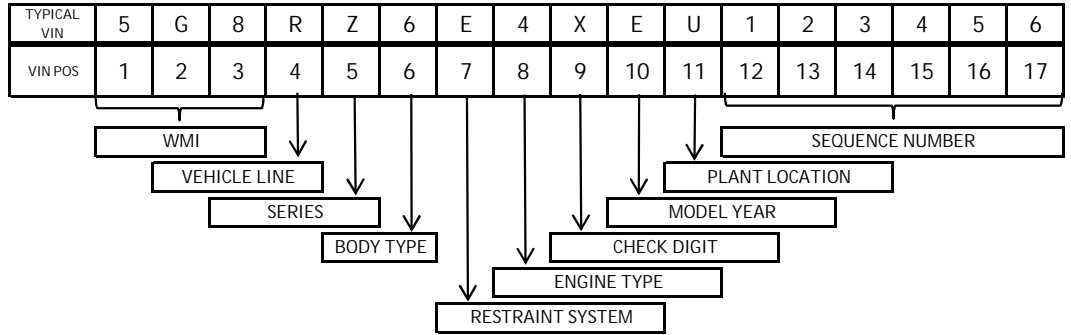 TYPICAL VIN 5 G 8 R Z 6 E 4 X E U 1 2 3 4 5 6
VIN POS 1 2 3 4 5 6 7 8 9 10 11 12 13 14 15 16 17
WMI SEQUENCE NUMBER
VEHICLE LINE PLANT LOCATION
SERIES MODEL YEAR
BODY TYPE CHECK DIGIT
ENGINE TYPE
RESTRAINT SYSTEM